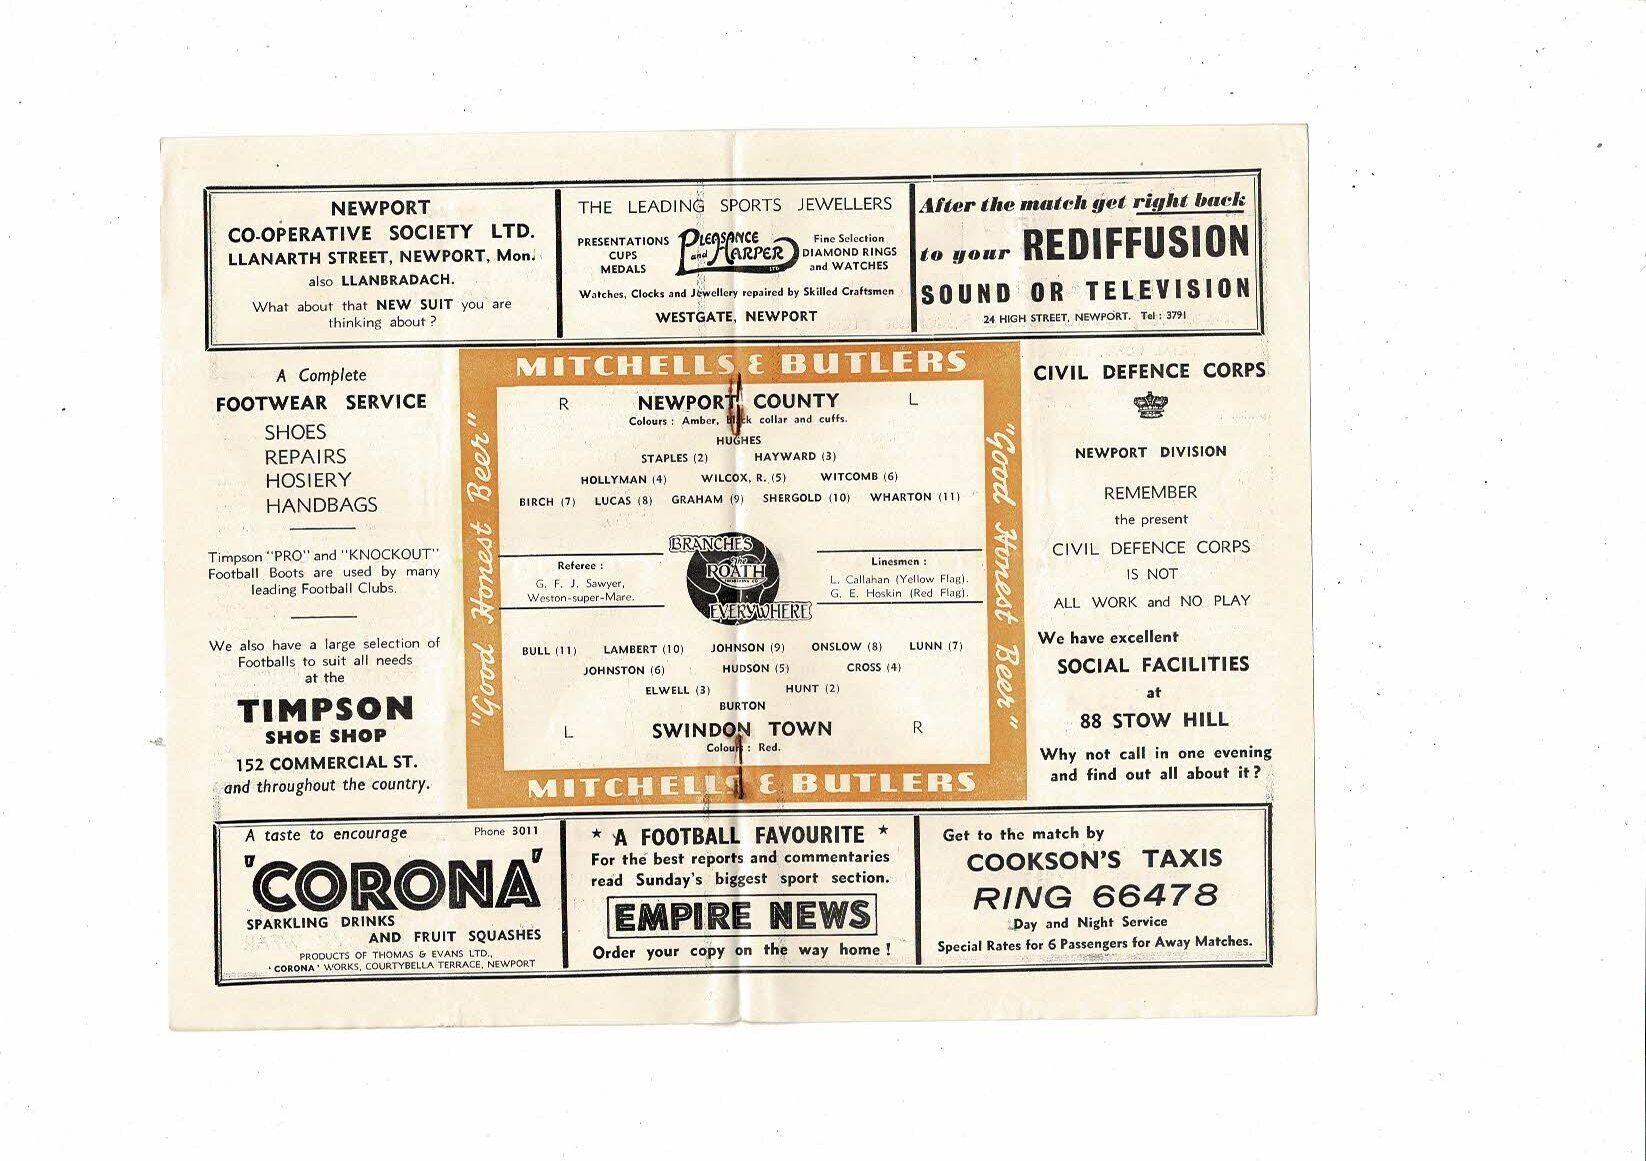 NEWPORT
CO-OPERATIVE SOCIETY LTD.
LLANARTH STREET, NEWPORT, Mon.
also LLANBRADACH.
What about that NEW SUIT you are
thinking about?
THE LEADING SPORTS JEWELLERS
PRESENTATIONS
CUPS
MEDALS
PLEASANCE
and HARPER
LTD
Fine Selection
DIAMOND RINGS
and WATCHES
Watches, Clocks and Jewellery repaired by Skilled Craftsmen
WESTGATE, NEWPORT
After the match get right back
to your REDIFFUSION
SOUND OR TELEVISION
24 HIGH STREET, NEWPORT. Tel : 3791
A Complete
FOOTWEAR SERVICE
SHOES
REPAIRS
HOSIERY
HANDBAGS
Timpson "PRO" and "KNOCKOUT"
Football Boots are used by many
leading Football Clubs.
We also have a large selection of
Footballs to suit all needs
at the
TIMPSON
SHOE SHOP
152 COMMERCIAL ST.
and throughout the country.
MITCHELLS & BUTLERS
"Good Honest Beer"
R NEWPORT COUNTY L
Colours : Amber, black collar and cuffs.
HUGHES
STAPLES (2) HAYWARD (3)
HOLLYMAN (4) WILCOX, R. (5) WITCOMB (6)
BIRCH (7) LUCAS (8) GRAHAM (9) SHERGOLD (10) WHARTON (11)
Referee :
G. F. J. Sawyer,
Weston-super-Mare.
BRANCHES
The
ROATH
EVERYWHERE
Linesmen :
L. Callahan (Yellow Flag).
G. E. Hoskin (Red Flag).
BULL (11) LAMBERT (10) JOHNSON (9) ONSLOW (8) LUNN (7)
JOHNSTON (6) HUDSON (5) CROSS (4)
ELWELL (3) HUNT (2)
BURTON
L SWINDON TOWN R
Colours : Red.
"Good Honest Beer"
MITCHELLS & BUTLERS
CIVIL DEFENCE CORPS
NEWPORT DIVISION
REMEMBER
the present
CIVIL DEFENCE CORPS
IS NOT
ALL WORK and NO PLAY
We have excellent
SOCIAL FACILITIES
at
88 STOW HILL
Why not call in one evening
and find out all about it?
A taste to encourage Phone 3011
"CORONA"
SPARKLING DRINKS
AND FRUIT SQUASHES
PRODUCTS OF THOMAS & EVANS LTD.,
'CORONA' WORKS, COURTYBELLA TERRACE, NEWPORT
★ A FOOTBALL FAVOURITE ★
For the best reports and commentaries
read Sunday's biggest sport section.
EMPIRE NEWS
Order your copy on the way home !
Get to the match by
COOKSON'S TAXIS
RING 66478
Day and Night Service
Special Rates for 6 Passengers for Away Matches.